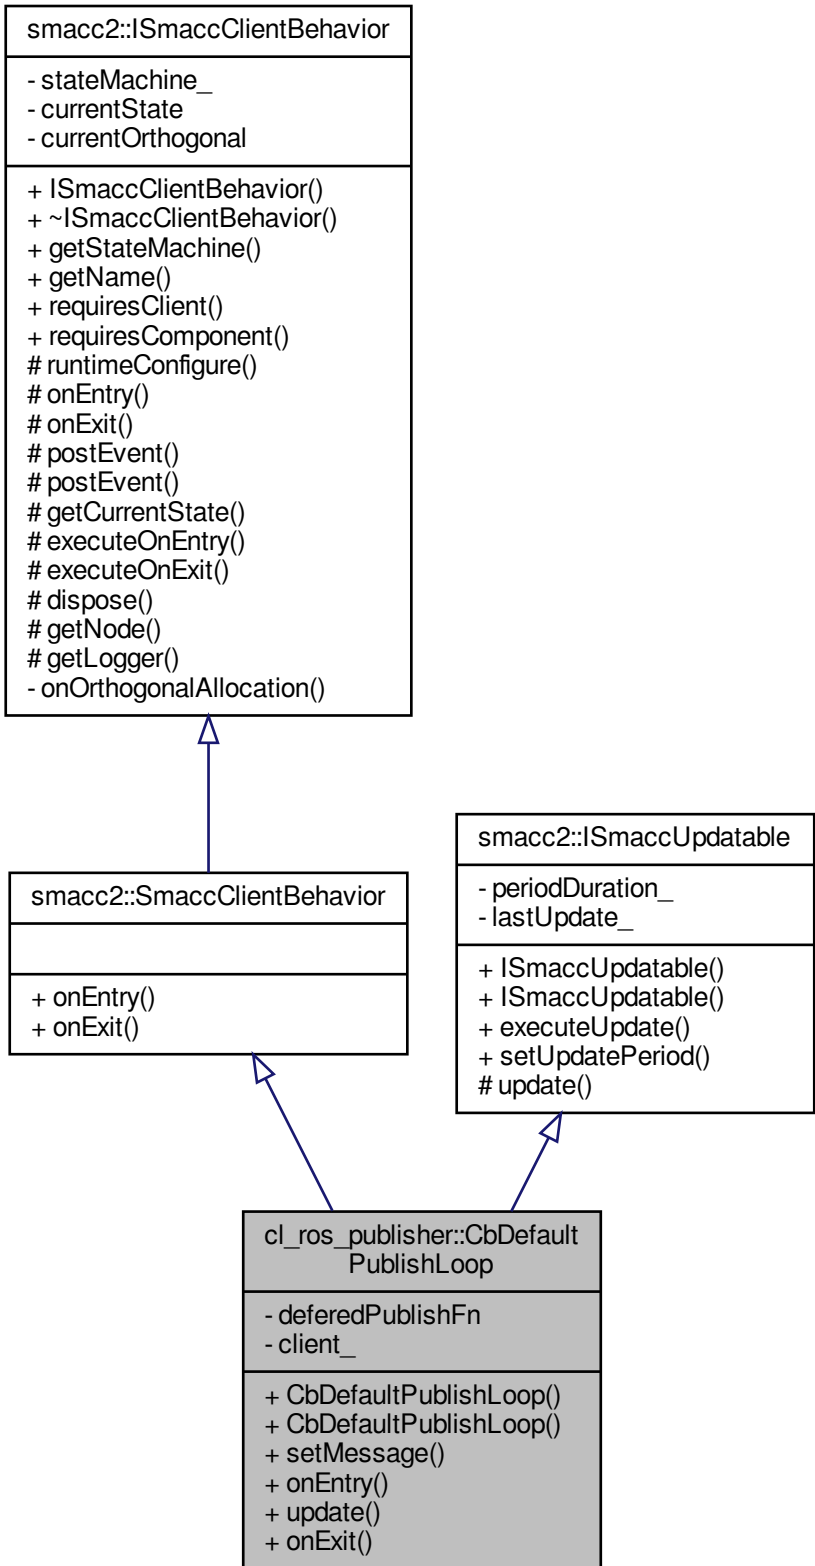 smacc2::ISmaccClientBehavior
- stateMachine_
- currentState
- currentOrthogonal
+ ISmaccClientBehavior()
+ ~ISmaccClientBehavior()
+ getStateMachine()
+ getName()
+ requiresClient()
+ requiresComponent()
# runtimeConfigure()
# onEntry()
# onExit()
# postEvent()
# postEvent()
# getCurrentState()
# executeOnEntry()
# executeOnExit()
# dispose()
# getNode()
# getLogger()
- onOrthogonalAllocation()
smacc2::SmaccClientBehavior
+ onEntry()
+ onExit()
smacc2::ISmaccUpdatable
- periodDuration_
- lastUpdate_
+ ISmaccUpdatable()
+ ISmaccUpdatable()
+ executeUpdate()
+ setUpdatePeriod()
# update()
cl_ros_publisher::CbDefault
PublishLoop
- deferedPublishFn
- client_
+ CbDefaultPublishLoop()
+ CbDefaultPublishLoop()
+ setMessage()
+ onEntry()
+ update()
+ onExit()